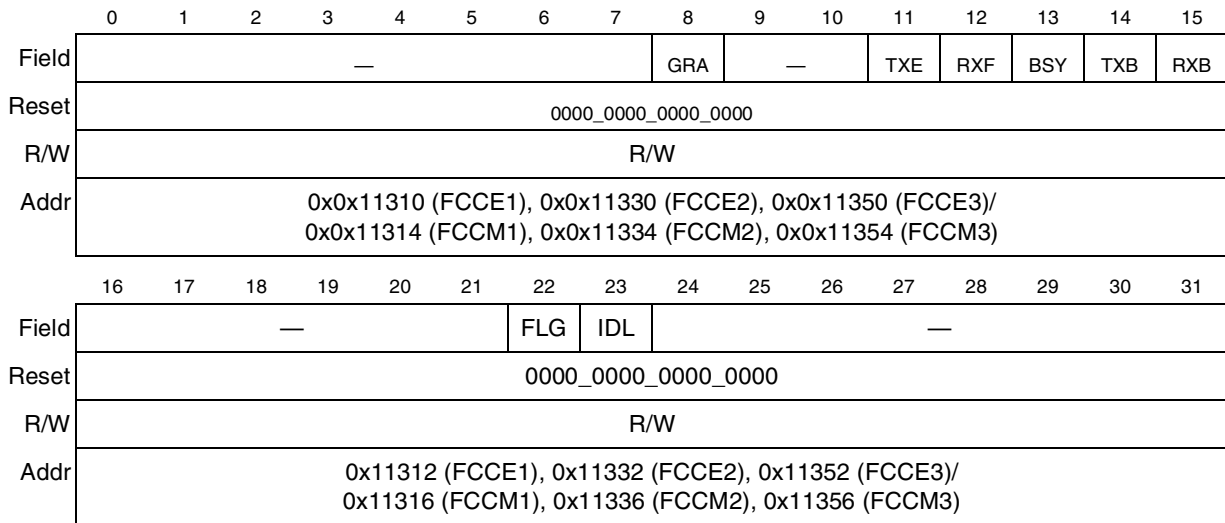 0 1 2 3 4 5 6 7 8 9 10 11 12 13 14 15
Field — GRA — TXE RXF BSY TXB RXB
Reset 0000_0000_0000_0000
R/W R/W
Addr 0x0x11310 (FCCE1), 0x0x11330 (FCCE2), 0x0x11350 (FCCE3)/
0x0x11314 (FCCM1), 0x0x11334 (FCCM2), 0x0x11354 (FCCM3)
16 17 18 19 20 21 22 23 24 25 26 27 28 29 30 31
Field — FLG IDL —
Reset 0000_0000_0000_0000
R/W R/W
Addr 0x11312 (FCCE1), 0x11332 (FCCE2), 0x11352 (FCCE3)/
0x11316 (FCCM1), 0x11336 (FCCM2), 0x11356 (FCCM3)